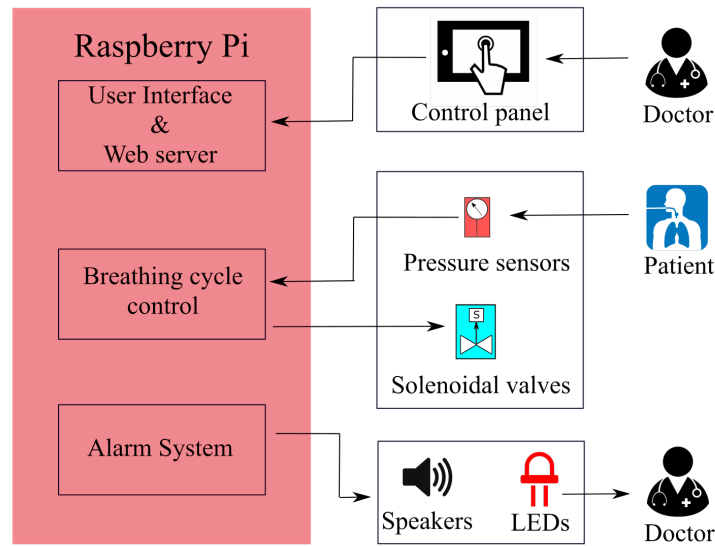 Raspberry Pi
User Interface
&
Web server
Control panel
Doctor
Breathing cycle
control
Pressure sensors
Patient
S
Solenoidal valves
Alarm System
Speakers
LEDs
Doctor